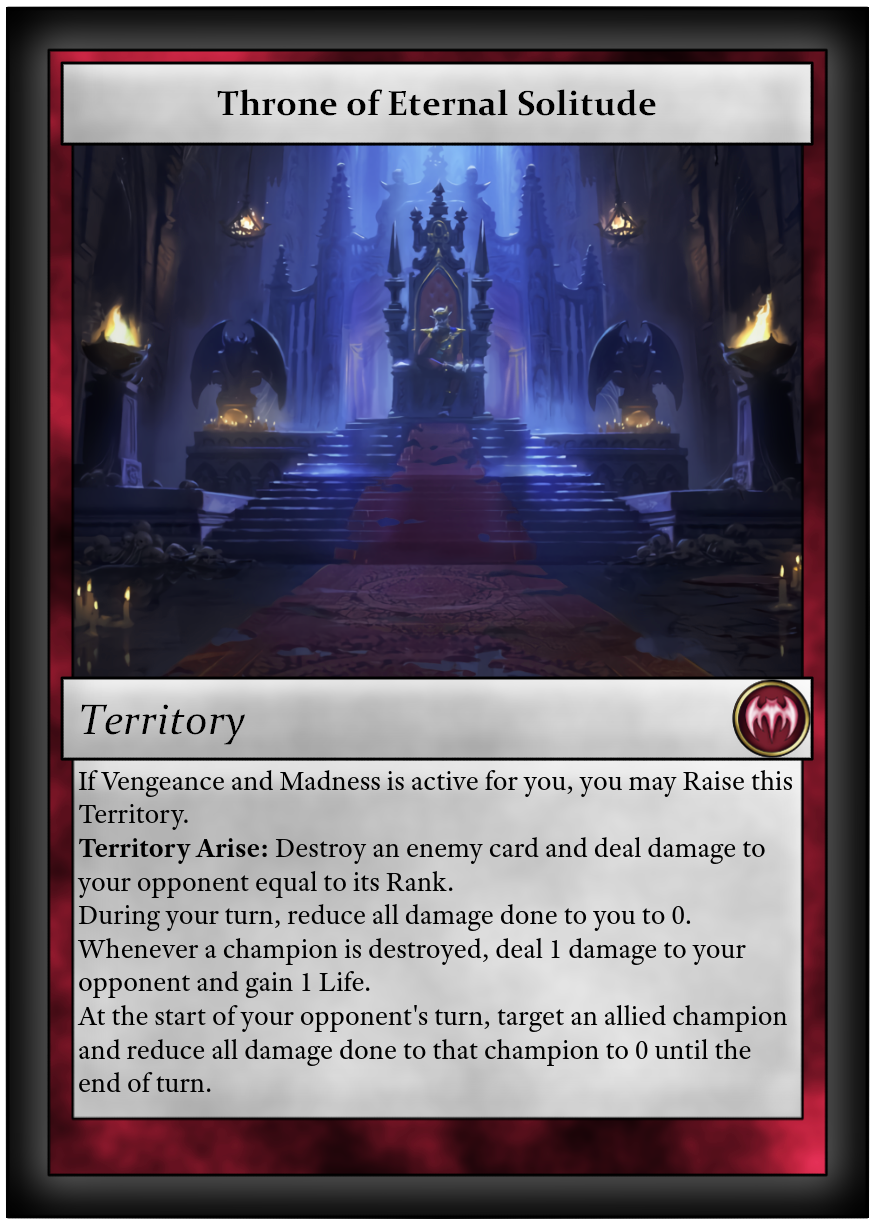 Throne of Eternal Solitude
Territory
If Vengeance and Madness is active for you, you may Raise this
Territory.
Territory Arise: Destroy an enemy card and deal damage to
your opponent equal to its Rank.
During your turn, reduce all damage done to you to 0.
Whenever a champion is destroyed, deal 1 damage to your
opponent and gain 1 Life.
At the start of your opponent's turn, target an allied champion
and reduce all damage done to that champion to 0 until the
end of turn.